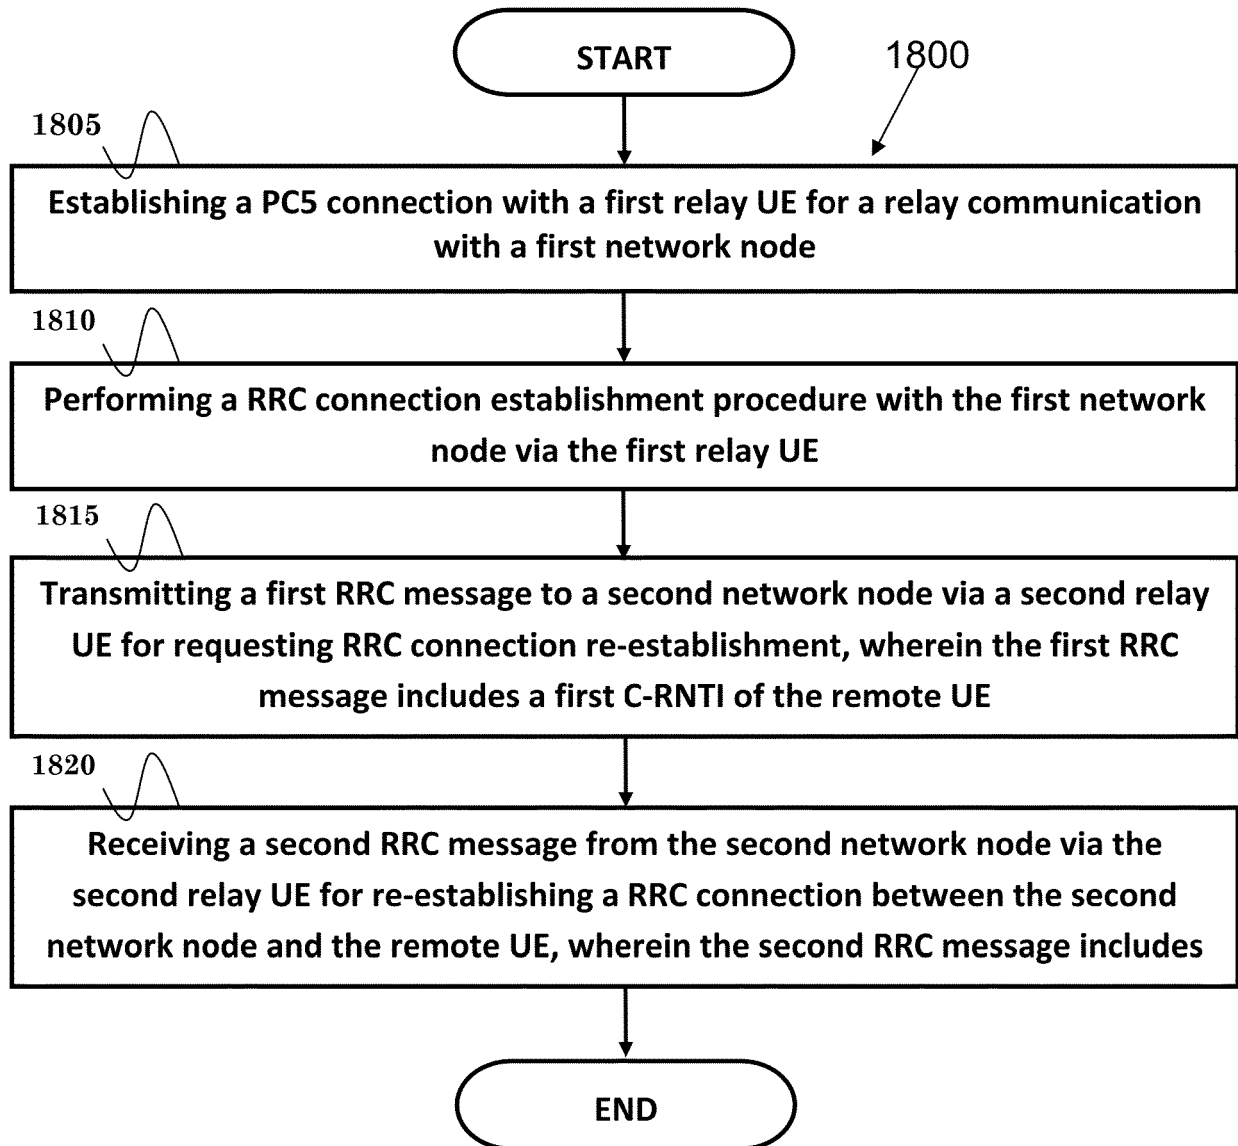 START
1800
1805
Establishing a PC5 connection with a first relay UE for a relay communication
with a first network node
1810
Performing a RRC connection establishment procedure with the first network
node via the first relay UE
1815
Transmitting a first RRC message to a second network node via a second relay
UE for requesting RRC connection re-establishment, wherein the first RRC
message includes a first C-RNTI of the remote UE
1820
Receiving a second RRC message from the second network node via the
second relay UE for re-establishing a RRC connection between the second
network node and the remote UE, wherein the second RRC message includes
END